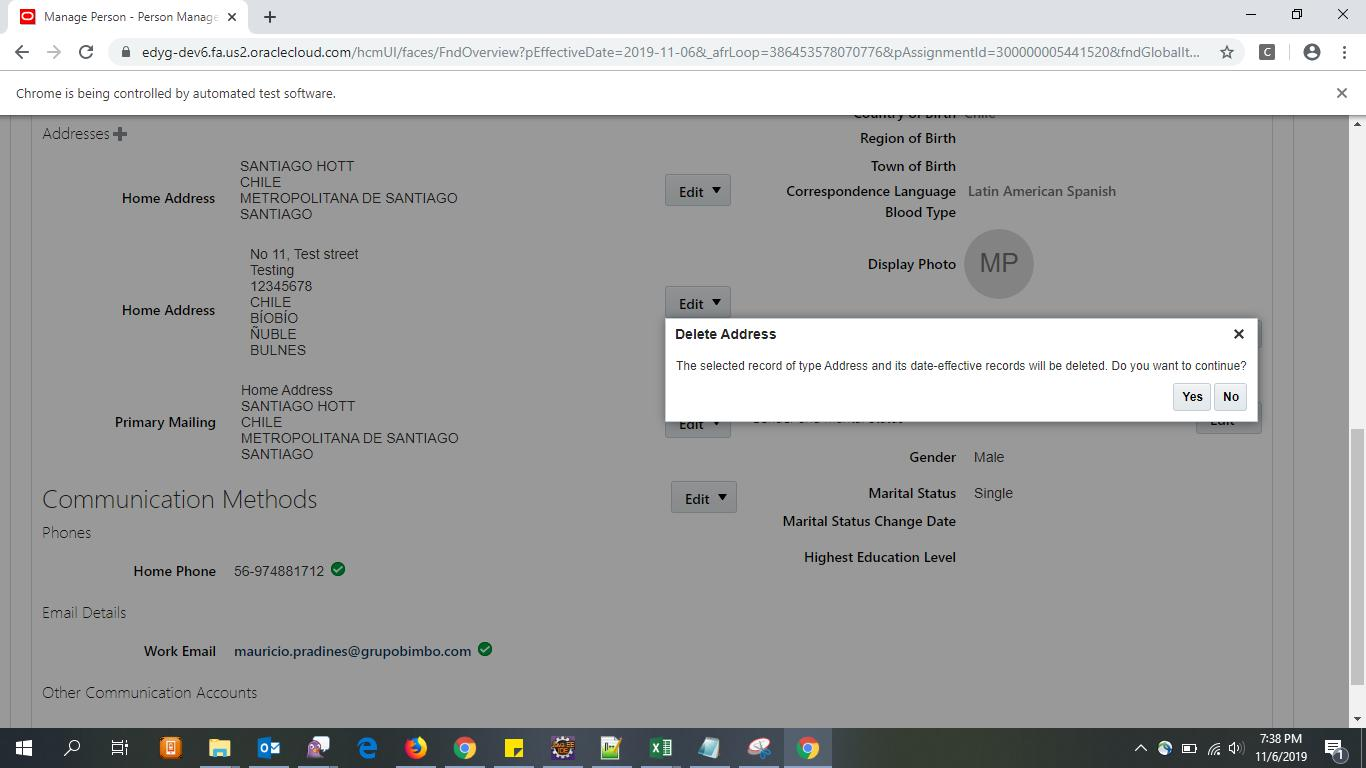 Manage Person - Person Manage
edyg-dev6.fa.us2.oraclecloud.com/hcmUI/faces/FndOverview?pEffectiveDate=2019-11-06&_afrLoop=386453578070776&pAssignmentId=300000005441520&fndGlobalIt...
C
Chrome is being controlled by automated test software.
Addresses
Home Address
SANTIAGO HOTT
CHILE
METROPOLITANA DE SANTIAGO
SANTIAGO
Edit
Home Address
No 11, Test street
Testing
12345678
CHILE
BÍOBÍO
ÑUBLE
BULNES
Edit
Primary Mailing
Home Address
SANTIAGO HOTT
CHILE
METROPOLITANA DE SANTIAGO
SANTIAGO
Edit
Communication Methods
Edit
Phones
Home Phone 56-974881712
Email Details
Work Email mauricio.pradines@grupobimbo.com
Other Communication Accounts
Country of Birth Chile
Region of Birth
Town of Birth
Correspondence Language Latin American Spanish
Blood Type
Display Photo MP
Delete Address
The selected record of type Address and its date-effective records will be deleted. Do you want to continue?
Yes No
Edit
Gender Male
Marital Status Single
Marital Status Change Date
Highest Education Level
7:38 PM
11/6/2019
1